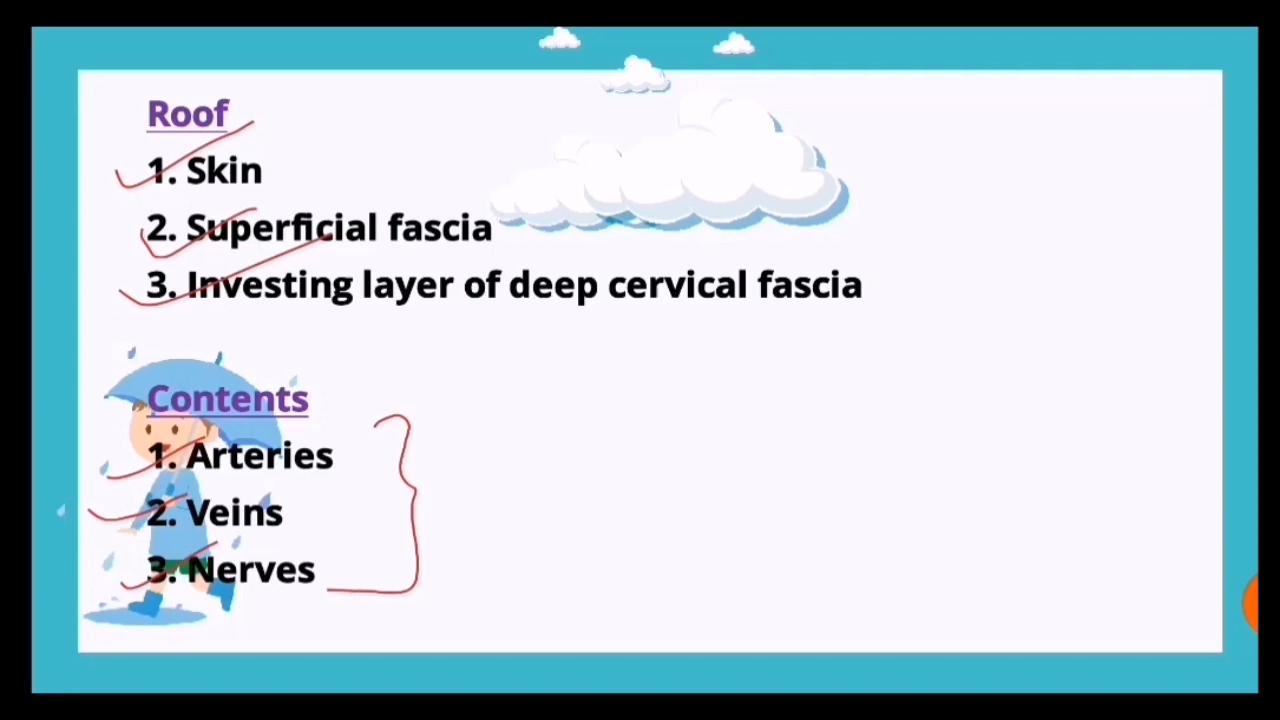 Roof
1. Skin
2. Superficial fascia
3. Investing layer of deep cervical fascia
Contents
1. Arteries
2. Veins
3. Nerves